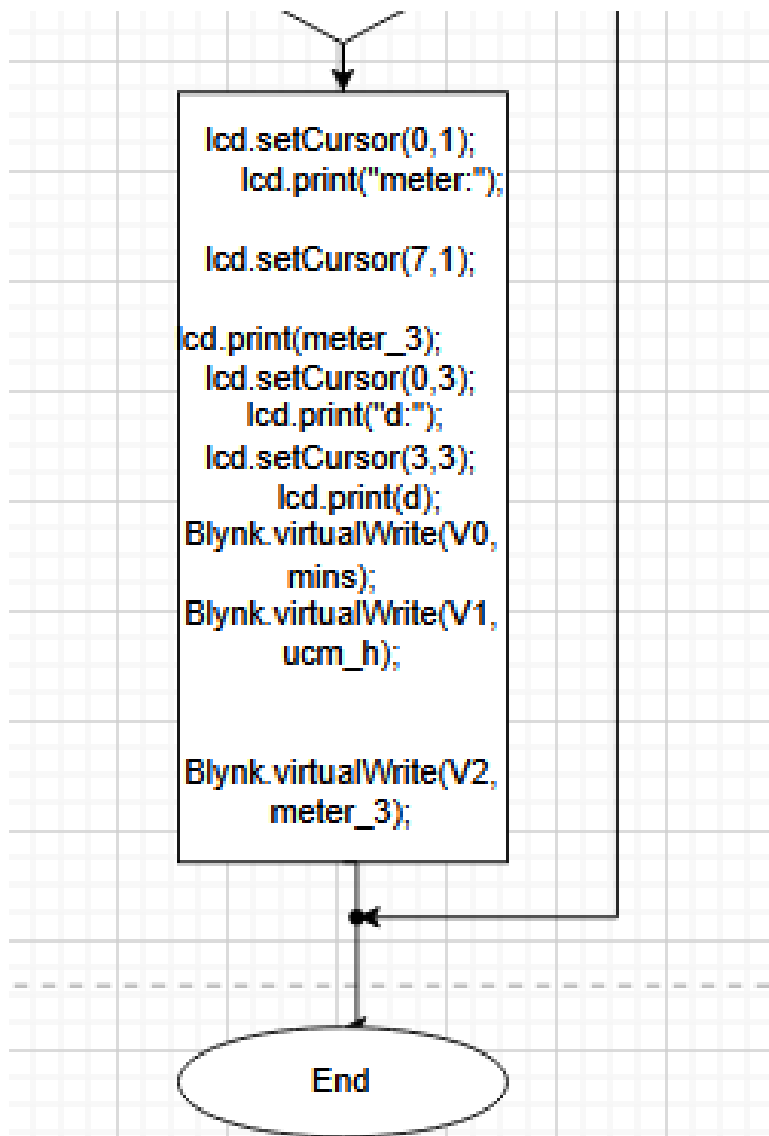 lcd.setCursor(0,1);
lcd.print("meter:");
lcd.setCursor(7,1);
lcd.print(meter_3);
lcd.setCursor(0,3);
lcd.print("d:");
lcd.setCursor(3,3);
lcd.print(d);
Blynk.virtualWrite(V0,
mins);
Blynk.virtualWrite(V1,
ucm_h);
Blynk.virtualWrite(V2,
meter_3);
End